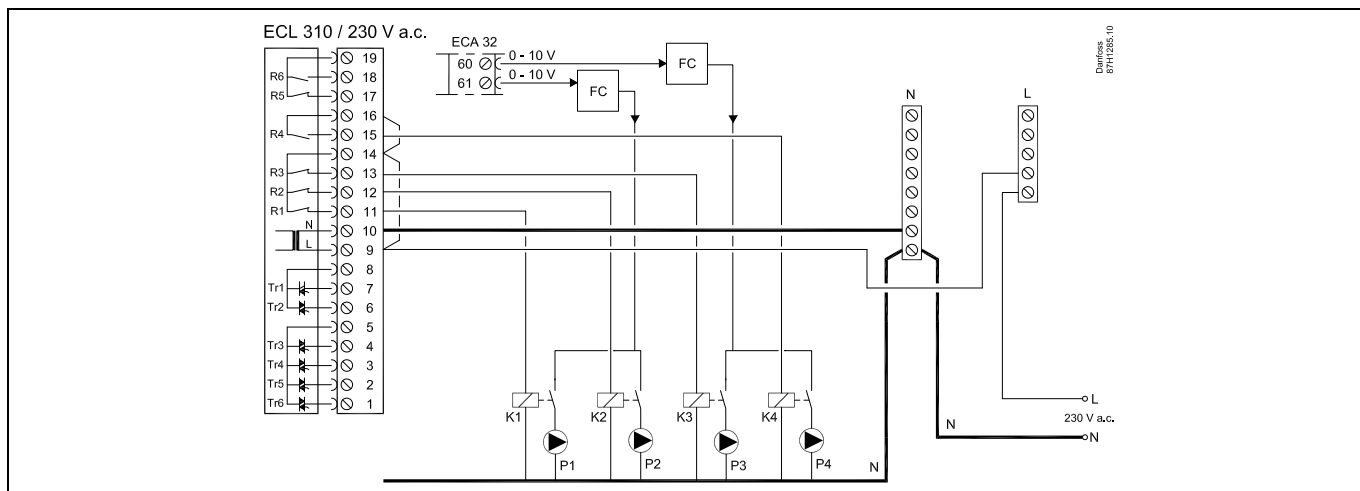 ECL 310 / 230 V a.c.
ECA 32
60 0 - 10 V
61 0 - 10 V
FC
FC
Danfoss
87H1285.10
N
L
19
R6 18
R5 17
16
R4 15
14
R3 13
R2 12
R1 11
N 10
L 9
8
Tr1 7
Tr2 6
5
Tr3 4
Tr4 3
Tr5 2
Tr6 1
K1
K2
K3
K4
P1
P2
P3
P4
L
230 V a.c.
N
N
N